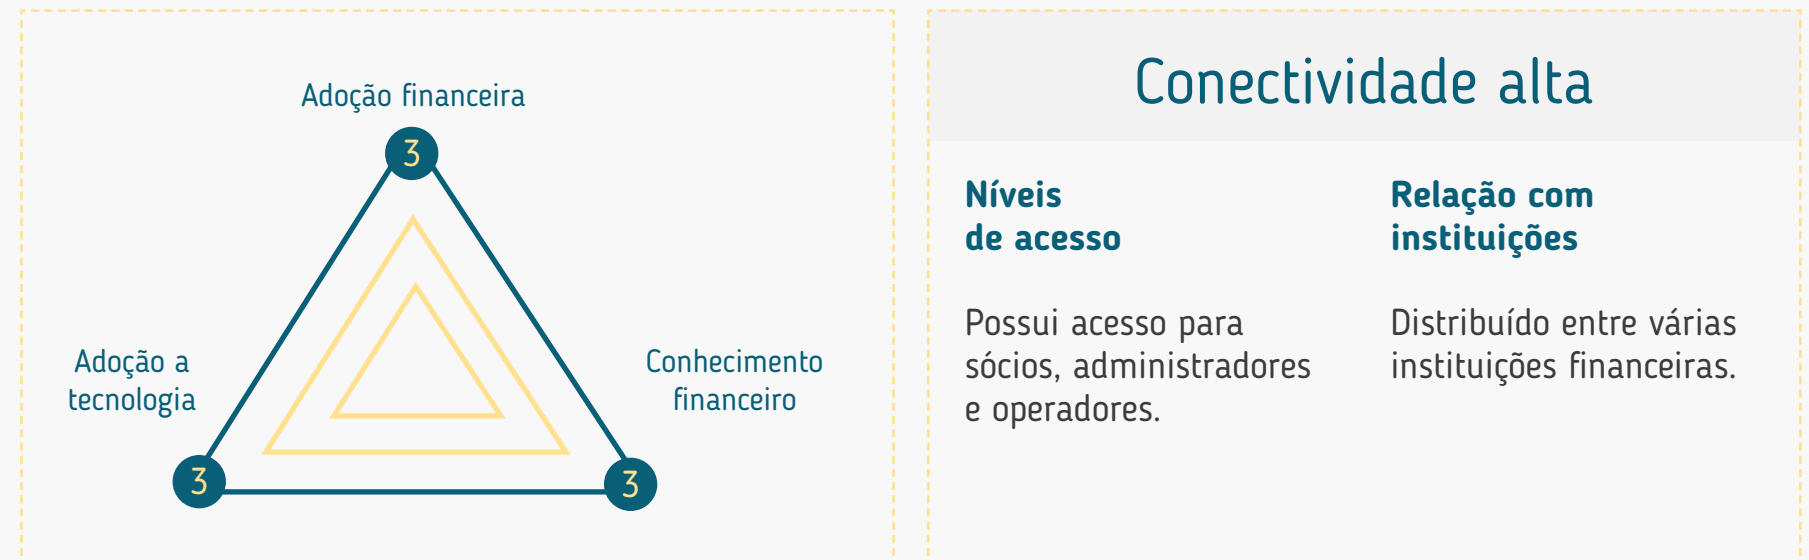 Adoção financeira
3
Adoção a
tecnologia
Conhecimento
financeiro
3
3
Conectividade alta
Níveis
de acesso
Possui acesso para
sócios, administradores
e operadores.
Relação com
instituições
Distribuído entre várias
instituições financeiras.